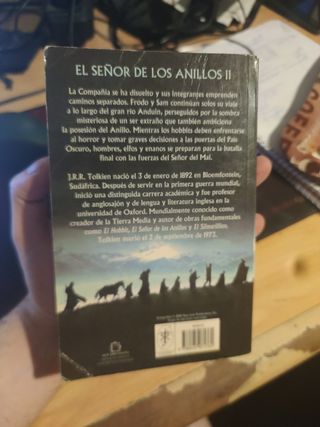 EL SEÑOR DE LOS ANILLOS II
La Compañía se ha disuelto y sus integrantes emprenden
caminos separados. Frodo y Sam continúan solos su viaje
a lo largo del gran río Anduin, perseguidos por la sombra
misteriosa de un ser extraño que también ambiciona
la posesión del Anillo. Mientras los hobbits deben enfrentarse
al horror y tomar graves decisiones a las puertas del País
Oscuro, hombres, elfos y enanos se preparan para la batalla
final con las fuerzas del Señor del Mal.
J.R.R. Tolkien nació el 3 de enero de 1892 en Bloemfontein,
Sudáfrica. Después de servir en la primera guerra mundial,
inició una distinguida carrera académica y fue profesor
de anglosajón y de lengua y literatura inglesa en la
universidad de Oxford. Mundialmente conocido como
creador de la Tierra Media y autor de obras fundamentales
como El Hobbit, El Señor de los Anillos y El Silmarillion.
Tolkien murió el 2 de septiembre de 1973.